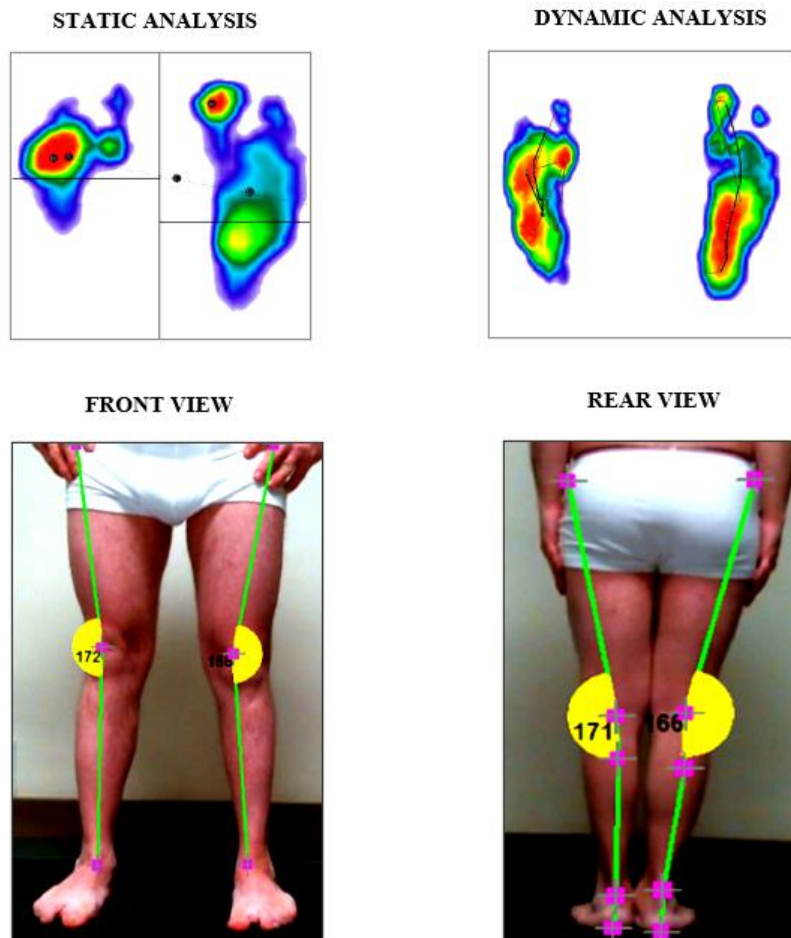 STATIC ANALYSIS
DYNAMIC ANALYSIS
FRONT VIEW
REAR VIEW
172
171
166